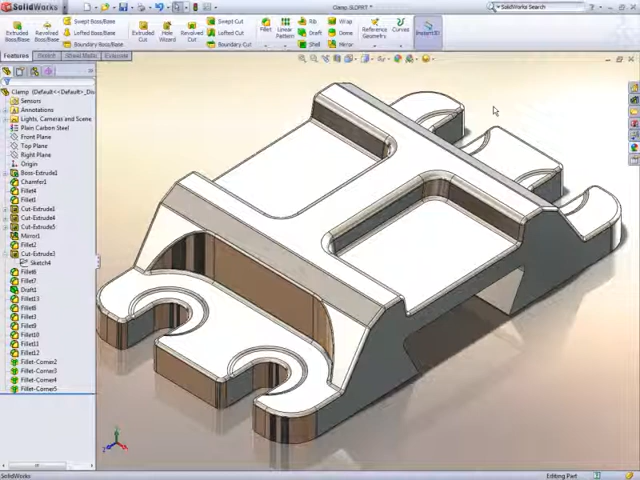 SolidWorks
Clamp.SLDPRT *
SolidWorks Search
Extruded Boss/Base
Revolved Boss/Base
Swept Boss/Base
Lofted Boss/Base
Boundary Boss/Base
Extruded Cut
Hole Wizard
Revolved Cut
Swept Cut
Lofted Cut
Boundary Cut
Fillet
Linear Pattern
Rib
Draft
Shell
Wrap
Dome
Mirror
Reference Geometry
Curves
Instant3D
Features
Sketch
Sheet Metal
Evaluate
Clamp (Default<<Default>_Dis
Sensors
Annotations
Lights, Cameras and Scene
Plain Carbon Steel
Front Plane
Top Plane
Right Plane
Origin
Boss-Extrude1
Chamfer1
Fillet4
Fillet1
Cut-Extrude1
Cut-Extrude4
Cut-Extrude5
Mirror1
Fillet2
Cut-Extrude3
Sketch4
Fillet6
Fillet7
Draft1
Fillet13
Fillet8
Fillet3
Fillet9
Fillet10
Fillet11
Fillet12
Fillet-Corner2
Fillet-Corner3
Fillet-Corner4
Fillet-Corner5
SolidWorks
Editing Part